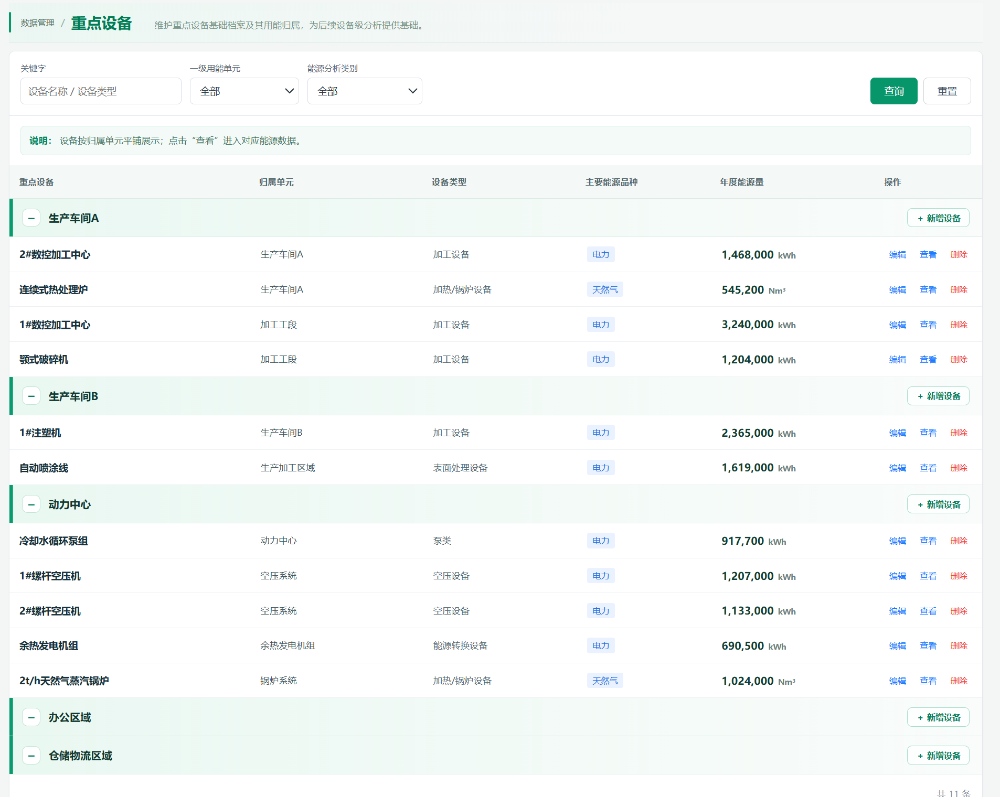 数据管理 / 重点设备 维护重点设备基础档案及其用能归属，为后续设备级分析提供基础。
关键字 一级用能单元 能源分析类别
设备名称 / 设备类型 全部 全部 查询 重置
说明： 设备按归属单元平铺展示；点击“查看”进入对应能源数据。
重点设备 归属单元 设备类型 主要能源品种 年度能源量 操作
− 生产车间A + 新增设备
2#数控加工中心 生产车间A 加工设备 电力 1,468,000 kWh 编辑 查看 删除
连续式热处理炉 生产车间A 加热/锅炉设备 天然气 545,200 Nm³ 编辑 查看 删除
1#数控加工中心 加工工段 加工设备 电力 3,240,000 kWh 编辑 查看 删除
颚式破碎机 加工工段 加工设备 电力 1,204,000 kWh 编辑 查看 删除
− 生产车间B + 新增设备
1#注塑机 生产车间B 加工设备 电力 2,365,000 kWh 编辑 查看 删除
自动喷涂线 生产加工区域 表面处理设备 电力 1,619,000 kWh 编辑 查看 删除
− 动力中心 + 新增设备
冷却水循环泵组 动力中心 泵类 电力 917,700 kWh 编辑 查看 删除
1#螺杆空压机 空压系统 空压设备 电力 1,207,000 kWh 编辑 查看 删除
2#螺杆空压机 空压系统 空压设备 电力 1,133,000 kWh 编辑 查看 删除
余热发电机组 余热发电机组 能源转换设备 电力 690,500 kWh 编辑 查看 删除
2t/h天然气蒸汽锅炉 锅炉系统 加热/锅炉设备 天然气 1,024,000 Nm³ 编辑 查看 删除
− 办公区域 + 新增设备
− 仓储物流区域 + 新增设备
共 11 条